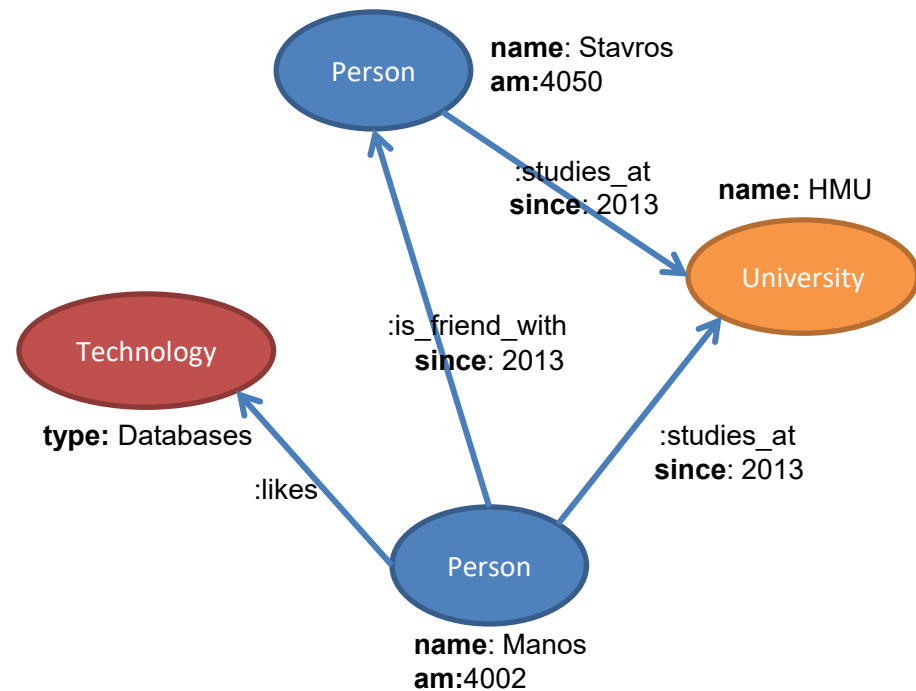 Person
name: Stavros
am:4050
:studies_at
since: 2013
name: HMU
University
:is_friend_with
since: 2013
Technology
type: Databases
:likes
:studies_at
since: 2013
Person
name: Manos
am:4002